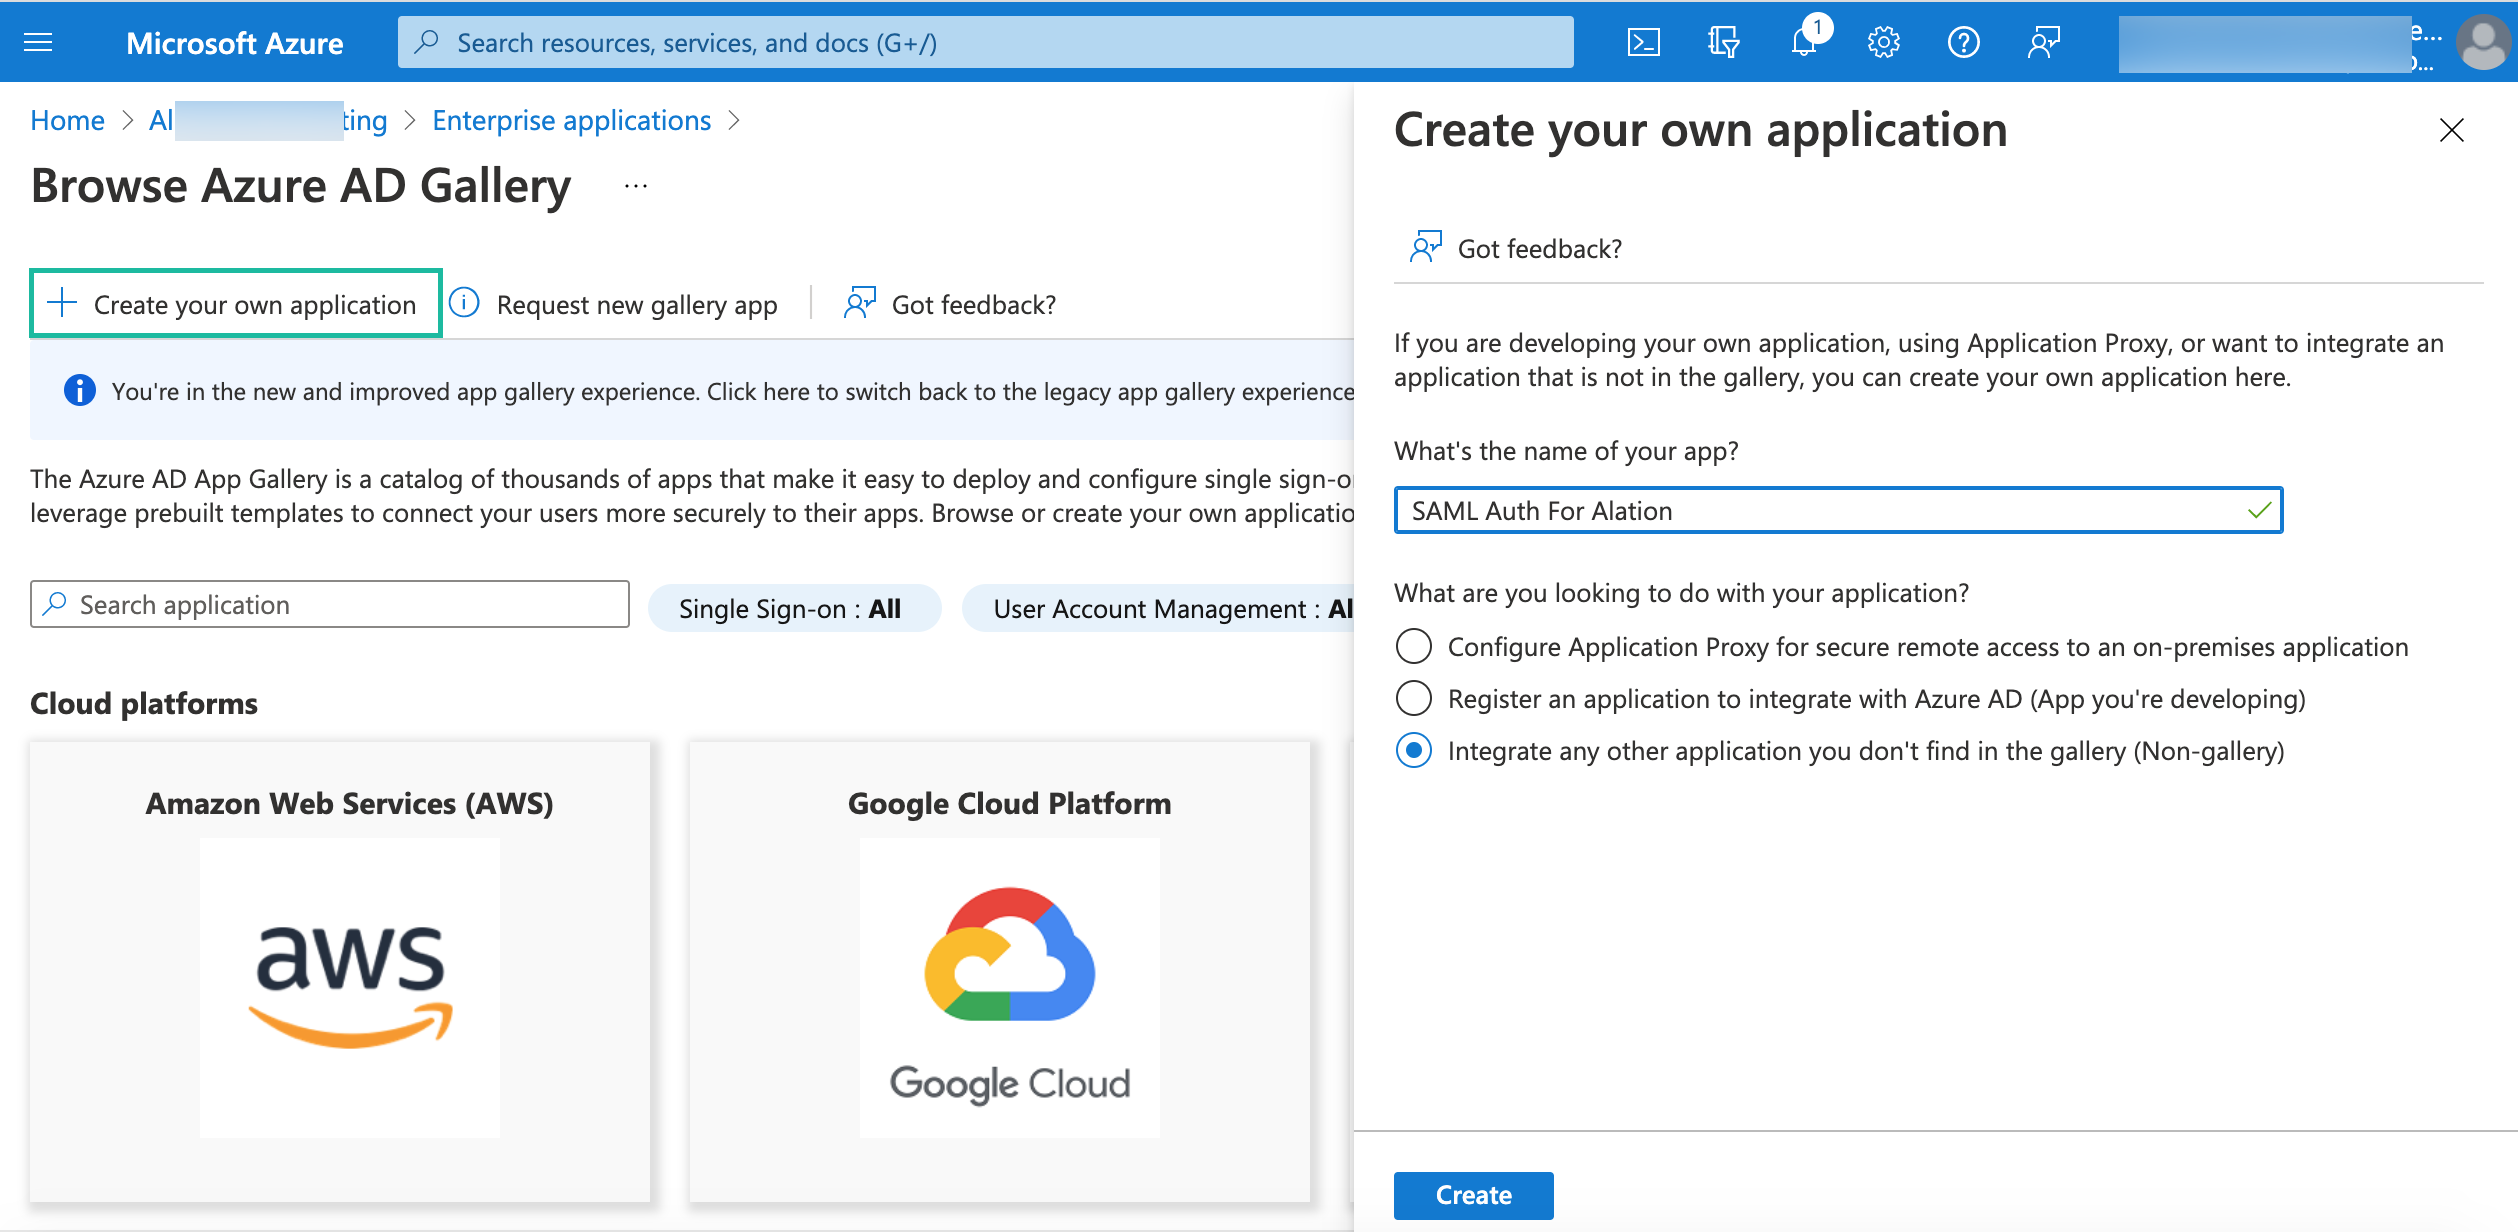 Microsoft Azure
Search resources, services, and docs (G+/)
1
e...
Home > Al ting > Enterprise applications >
Browse Azure AD Gallery ...
Create your own application
Request new gallery app
Got feedback?
You're in the new and improved app gallery experience. Click here to switch back to the legacy app gallery experience
The Azure AD App Gallery is a catalog of thousands of apps that make it easy to deploy and configure single sign-o
leverage prebuilt templates to connect your users more securely to their apps. Browse or create your own applicatio
Search application
Single Sign-on : All
User Account Management : Al
Cloud platforms
Amazon Web Services (AWS)
aws
Google Cloud Platform
Google Cloud
Create your own application
Got feedback?
If you are developing your own application, using Application Proxy, or want to integrate an
application that is not in the gallery, you can create your own application here.
What's the name of your app?
SAML Auth For Alation
What are you looking to do with your application?
Configure Application Proxy for secure remote access to an on-premises application
Register an application to integrate with Azure AD (App you're developing)
Integrate any other application you don't find in the gallery (Non-gallery)
Create